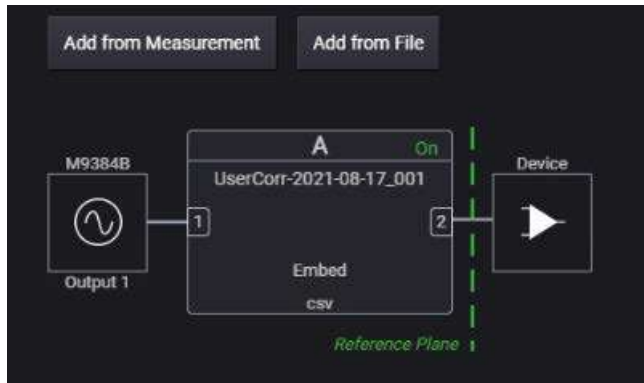 Add from Measurement Add from File
A On
M9384B Device
UserCorr-2021-08-17_001
1 2
Embed
Output 1
csv
Reference Plane